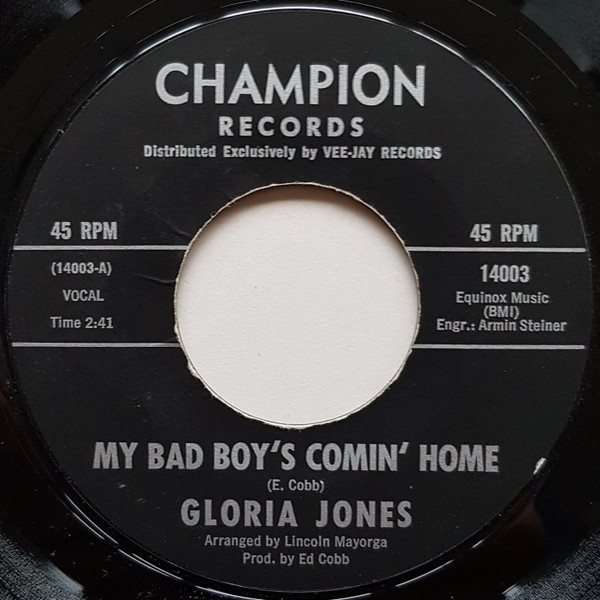 CHAMPION
RECORDS
Distributed Exclusively by VEE-JAY RECORDS
45 RPM
(14003-A)
VOCAL
Time 2:41
45 RPM
14003
Equinox Music
(BMI)
Engr.: Armin Steiner
MY BAD BOY'S COMIN' HOME
(E. Cobb)
GLORIA JONES
Arranged by Lincoln Mayorga
Prod. by Ed Cobb